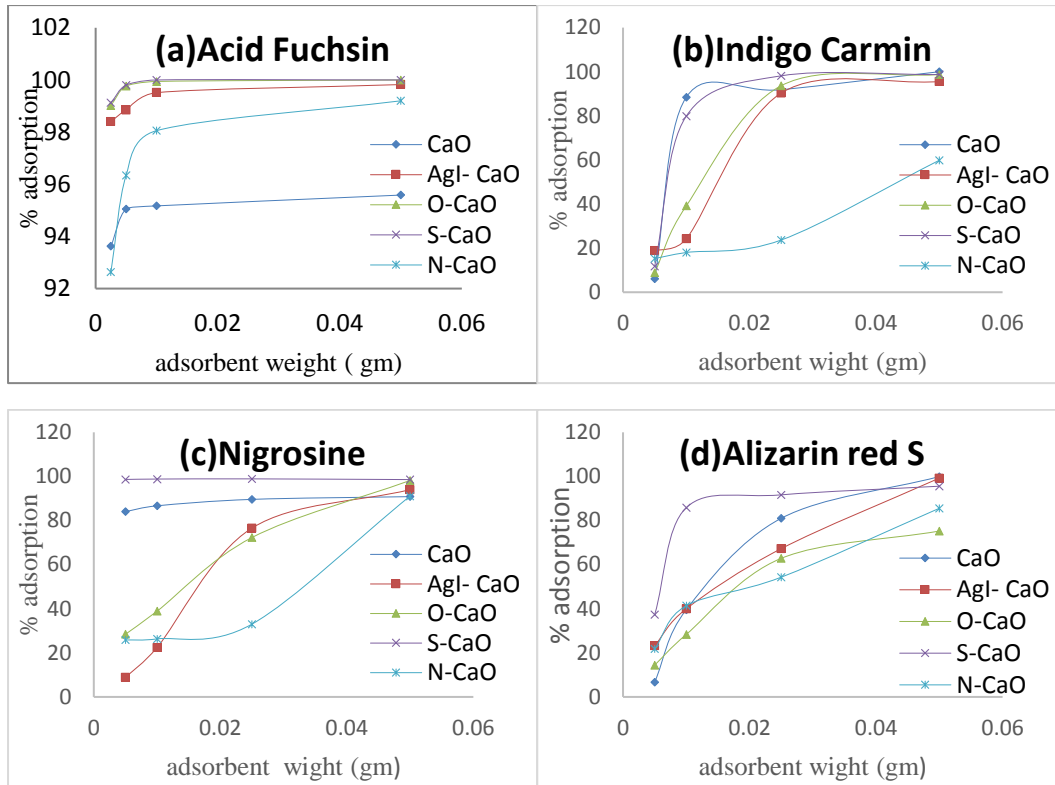 (a)Acid Fuchsin
102
100
98
96
94
92
% adsorption
CaO
AgI- CaO
O-CaO
S-CaO
N-CaO
0
0.02
0.04
0.06
adsorbent weight ( gm)
(b)Indigo Carmin
120
100
80
60
40
20
0
% adsorption
CaO
AgI- CaO
O-CaO
S-CaO
N-CaO
0
0.02
0.04
0.06
adsorbent wight (gm)
(c)Nigrosine
120
100
80
60
40
20
0
% adsorption
CaO
AgI- CaO
O-CaO
S-CaO
N-CaO
0
0.02
0.04
0.06
adsorbent wight (gm)
(d)Alizarin red S
120
100
80
60
40
20
0
% adsorption
CaO
AgI- CaO
O-CaO
S-CaO
N-CaO
0
0.02
0.04
0.06
adsorbent wight (gm)